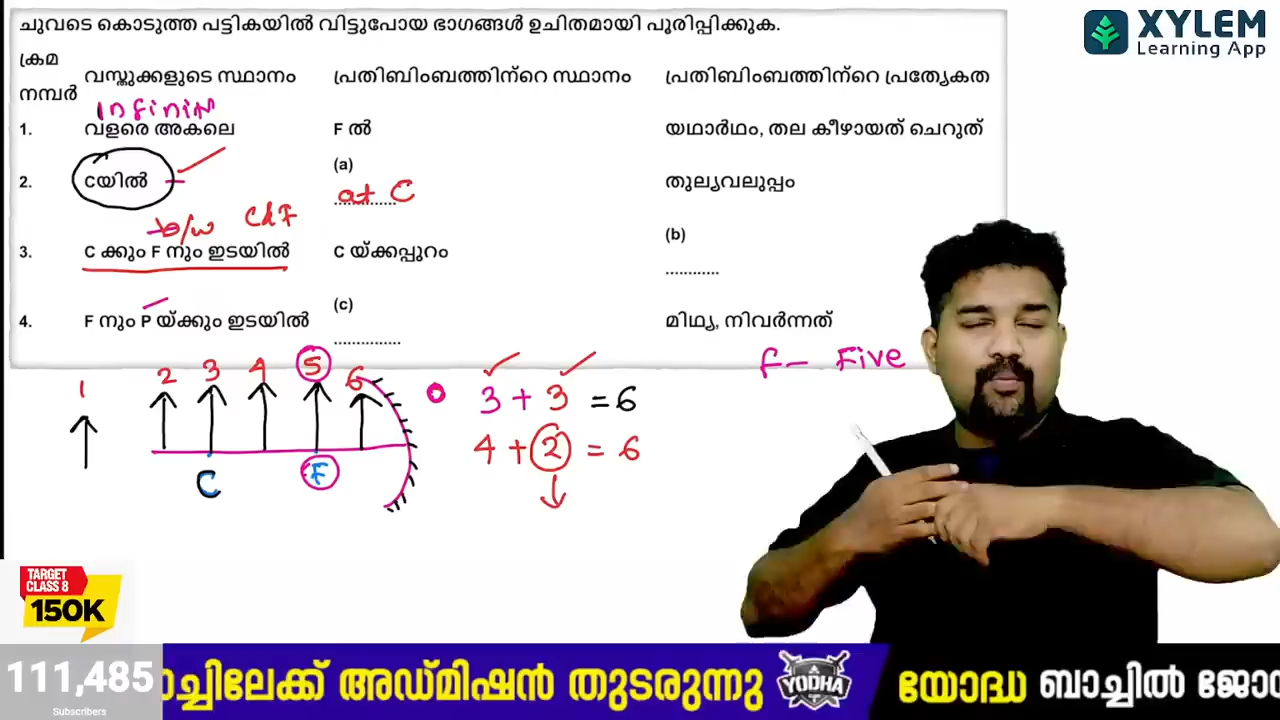 ചുവടെ കൊടുത്ത പട്ടികയിൽ വിട്ടുപോയ ഭാഗങ്ങൾ ഉചിതമായി പൂരിപ്പിക്കുക.
XYLEM
Learning App
ക്രമ നമ്പർ വസ്തുക്കളുടെ സ്ഥാനം പ്രതിബിംബത്തിന്റെ സ്ഥാനം പ്രതിബിംബത്തിന്റെ പ്രത്യേകത
1. വളരെ അകലെ F ൽ യഥാർഥം, തല കീഴായത് ചെറുത്
(a)
2. Cയിൽ at C തുല്യവലുപ്പം
b/w C & F
(b)
3. C ക്കും F നും ഇടയിൽ C യ്ക്കപ്പുറം ............
(c)
4. F നും P യ്ക്കും ഇടയിൽ ............... മിഥ്യ, നിവർന്നത്
F – Five
1 2 3 4 5 6
3 + 3 = 6
4 + 2 = 6
C F
TARGET
CLASS 8
150K
111,485
Subscribers
ാച്ചിലേക്ക് അഡ്മിഷൻ തുടരുന്നു YODHA യോദ്ധ ബാച്ചിൽ